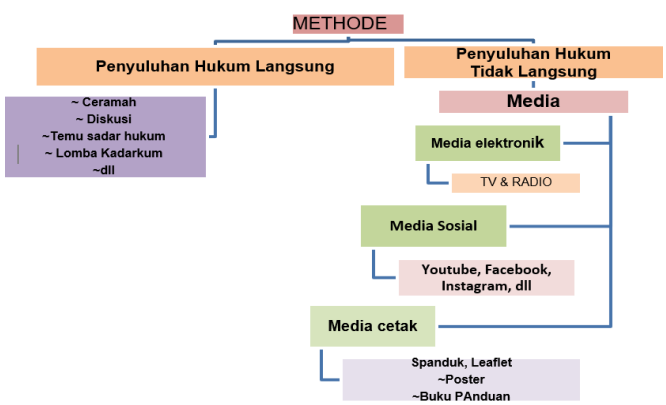 METHODE
Penyuluhan Hukum Langsung
Penyuluhan Hukum
Tidak Langsung
~ Ceramah
~ Diskusi
~Temu sadar hukum
~ Lomba Kadarkum
~dll
Media
Media elektronik
TV & RADIO
Media Sosial
Youtube, Facebook,
Instagram, dll
Media cetak
Spanduk, Leaflet
~Poster
~Buku PAnduan